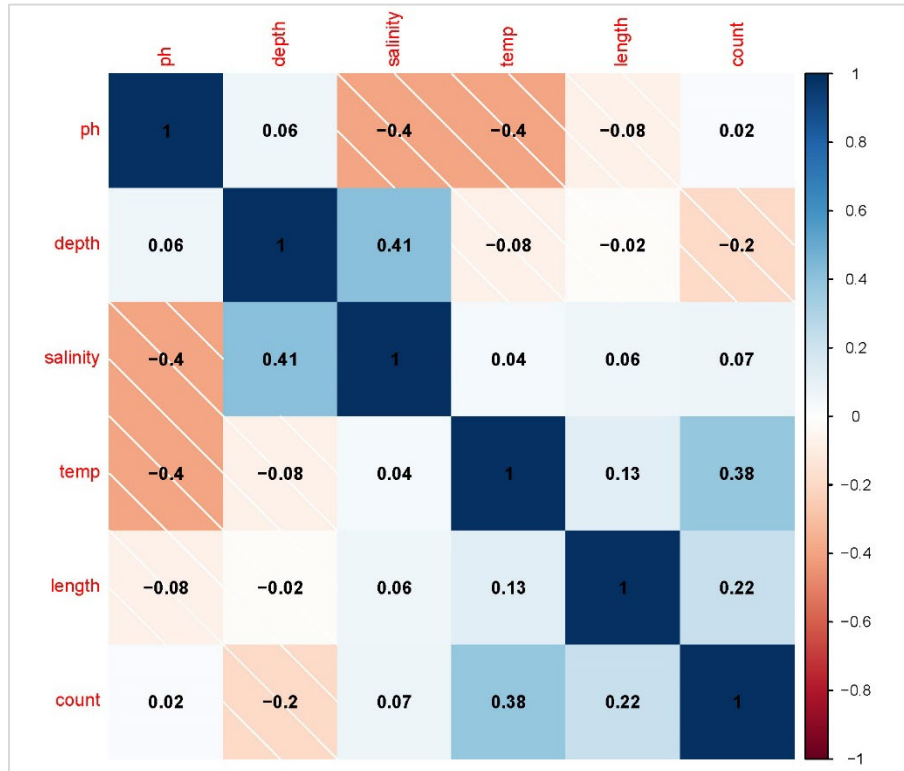 ph depth salinity temp length count
ph 1 0.06 −0.4 −0.4 −0.08 0.02
depth 0.06 1 0.41 −0.08 −0.02 −0.2
salinity −0.4 0.41 1 0.04 0.06 0.07
temp −0.4 −0.08 0.04 1 0.13 0.38
length −0.08 −0.02 0.06 0.13 1 0.22
count 0.02 −0.2 0.07 0.38 0.22 1
1
0.8
0.6
0.4
0.2
0
−0.2
−0.4
−0.6
−0.8
−1